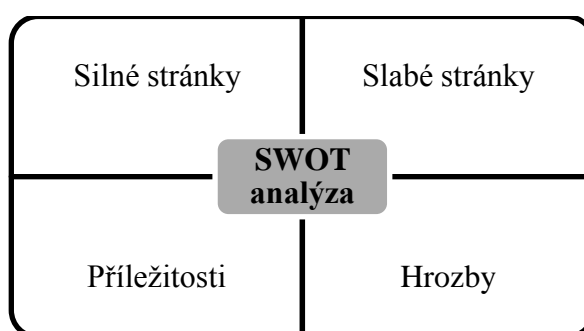 Silné stránky
Slabé stránky
SWOT
analýza
Příležitosti
Hrozby